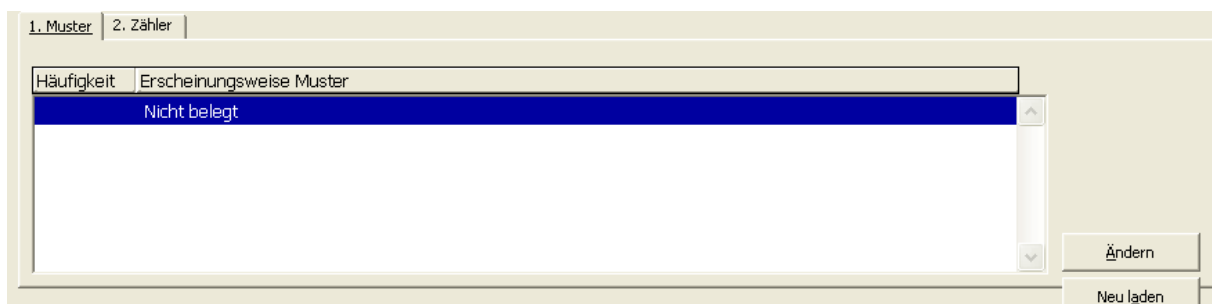 1. Muster 2. Zähler
Häufigkeit Erscheinungsweise Muster
Nicht belegt
Ändern
Neu laden